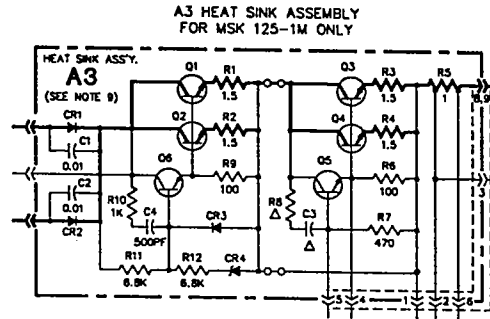 A3 HEAT SINK ASSEMBLY
FOR MSK 125-1M ONLY
HEAT SINK ASS'Y.
A3
(SEE NOTE 9)
Q1
R1
1.5
Q2
R2
1.5
Q3
R3
1.5
R5
1
8,9
Q4
R4
1.5
CR1
C1
0.01
Q6
R9
100
Q5
R6
100
3
C2
0.01
CR2
R10
1K
C4
500PF
CR3
R8
Δ
C3
Δ
R7
470
R11
6.8K
R12
6.8K
CR4
5
4
1
2
6